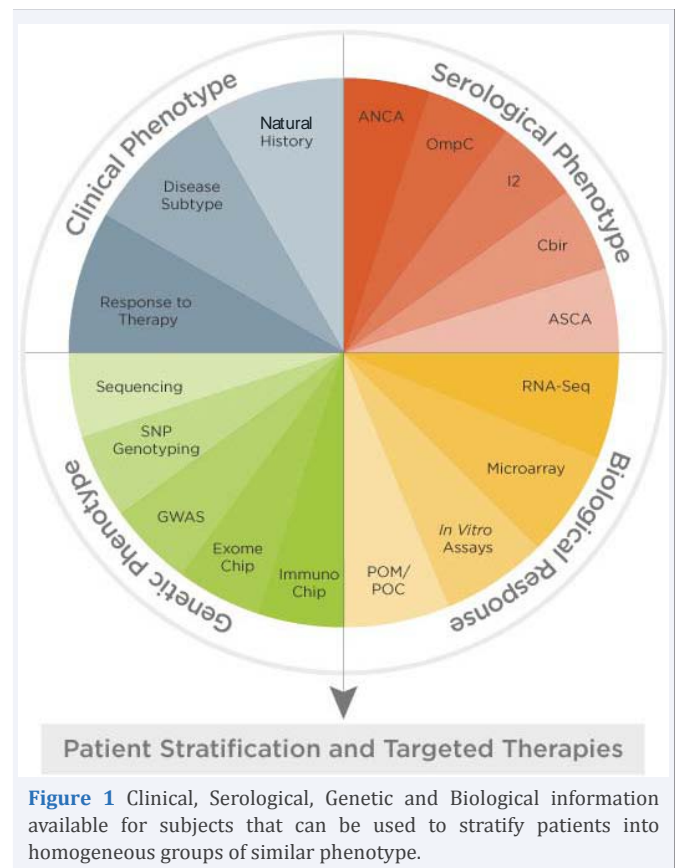 Clinical Phenotype
Serological Phenotype
Natural
History
Disease
Subtype
Response to
Therapy
ANCA
OmpC
I2
Cbir
ASCA
Sequencing
SNP
Genotyping
GWAS
Exome
Chip
Immuno
Chip
RNA-Seq
Microarray
In Vitro
Assays
POM/
POC
Genetic Phenotype
Biological Response
Patient Stratification and Targeted Therapies
Figure 1 Clinical, Serological, Genetic and Biological information
available for subjects that can be used to stratify patients into
homogeneous groups of similar phenotype.